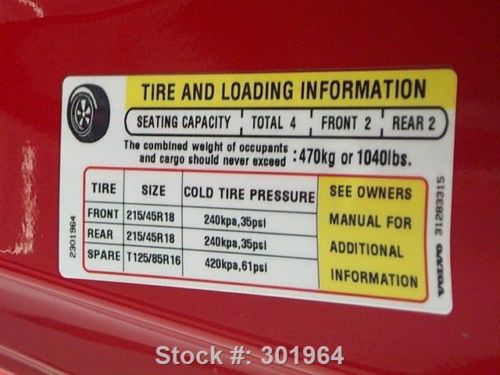 TIRE AND LOADING INFORMATION
SEATING CAPACITY TOTAL 4 FRONT 2 REAR 2
The combined weight of occupants
and cargo should never exceed :470kg or 1040lbs.
TIRE SIZE COLD TIRE PRESSURE
FRONT 215/45R18 240kpa,35psi
REAR 215/45R18 240kpa,35psi
SPARE T125/85R16 420kpa,61psi
SEE OWNERS
MANUAL FOR
ADDITIONAL
INFORMATION
2301964
VOLVO 31283315
Stock #: 301964